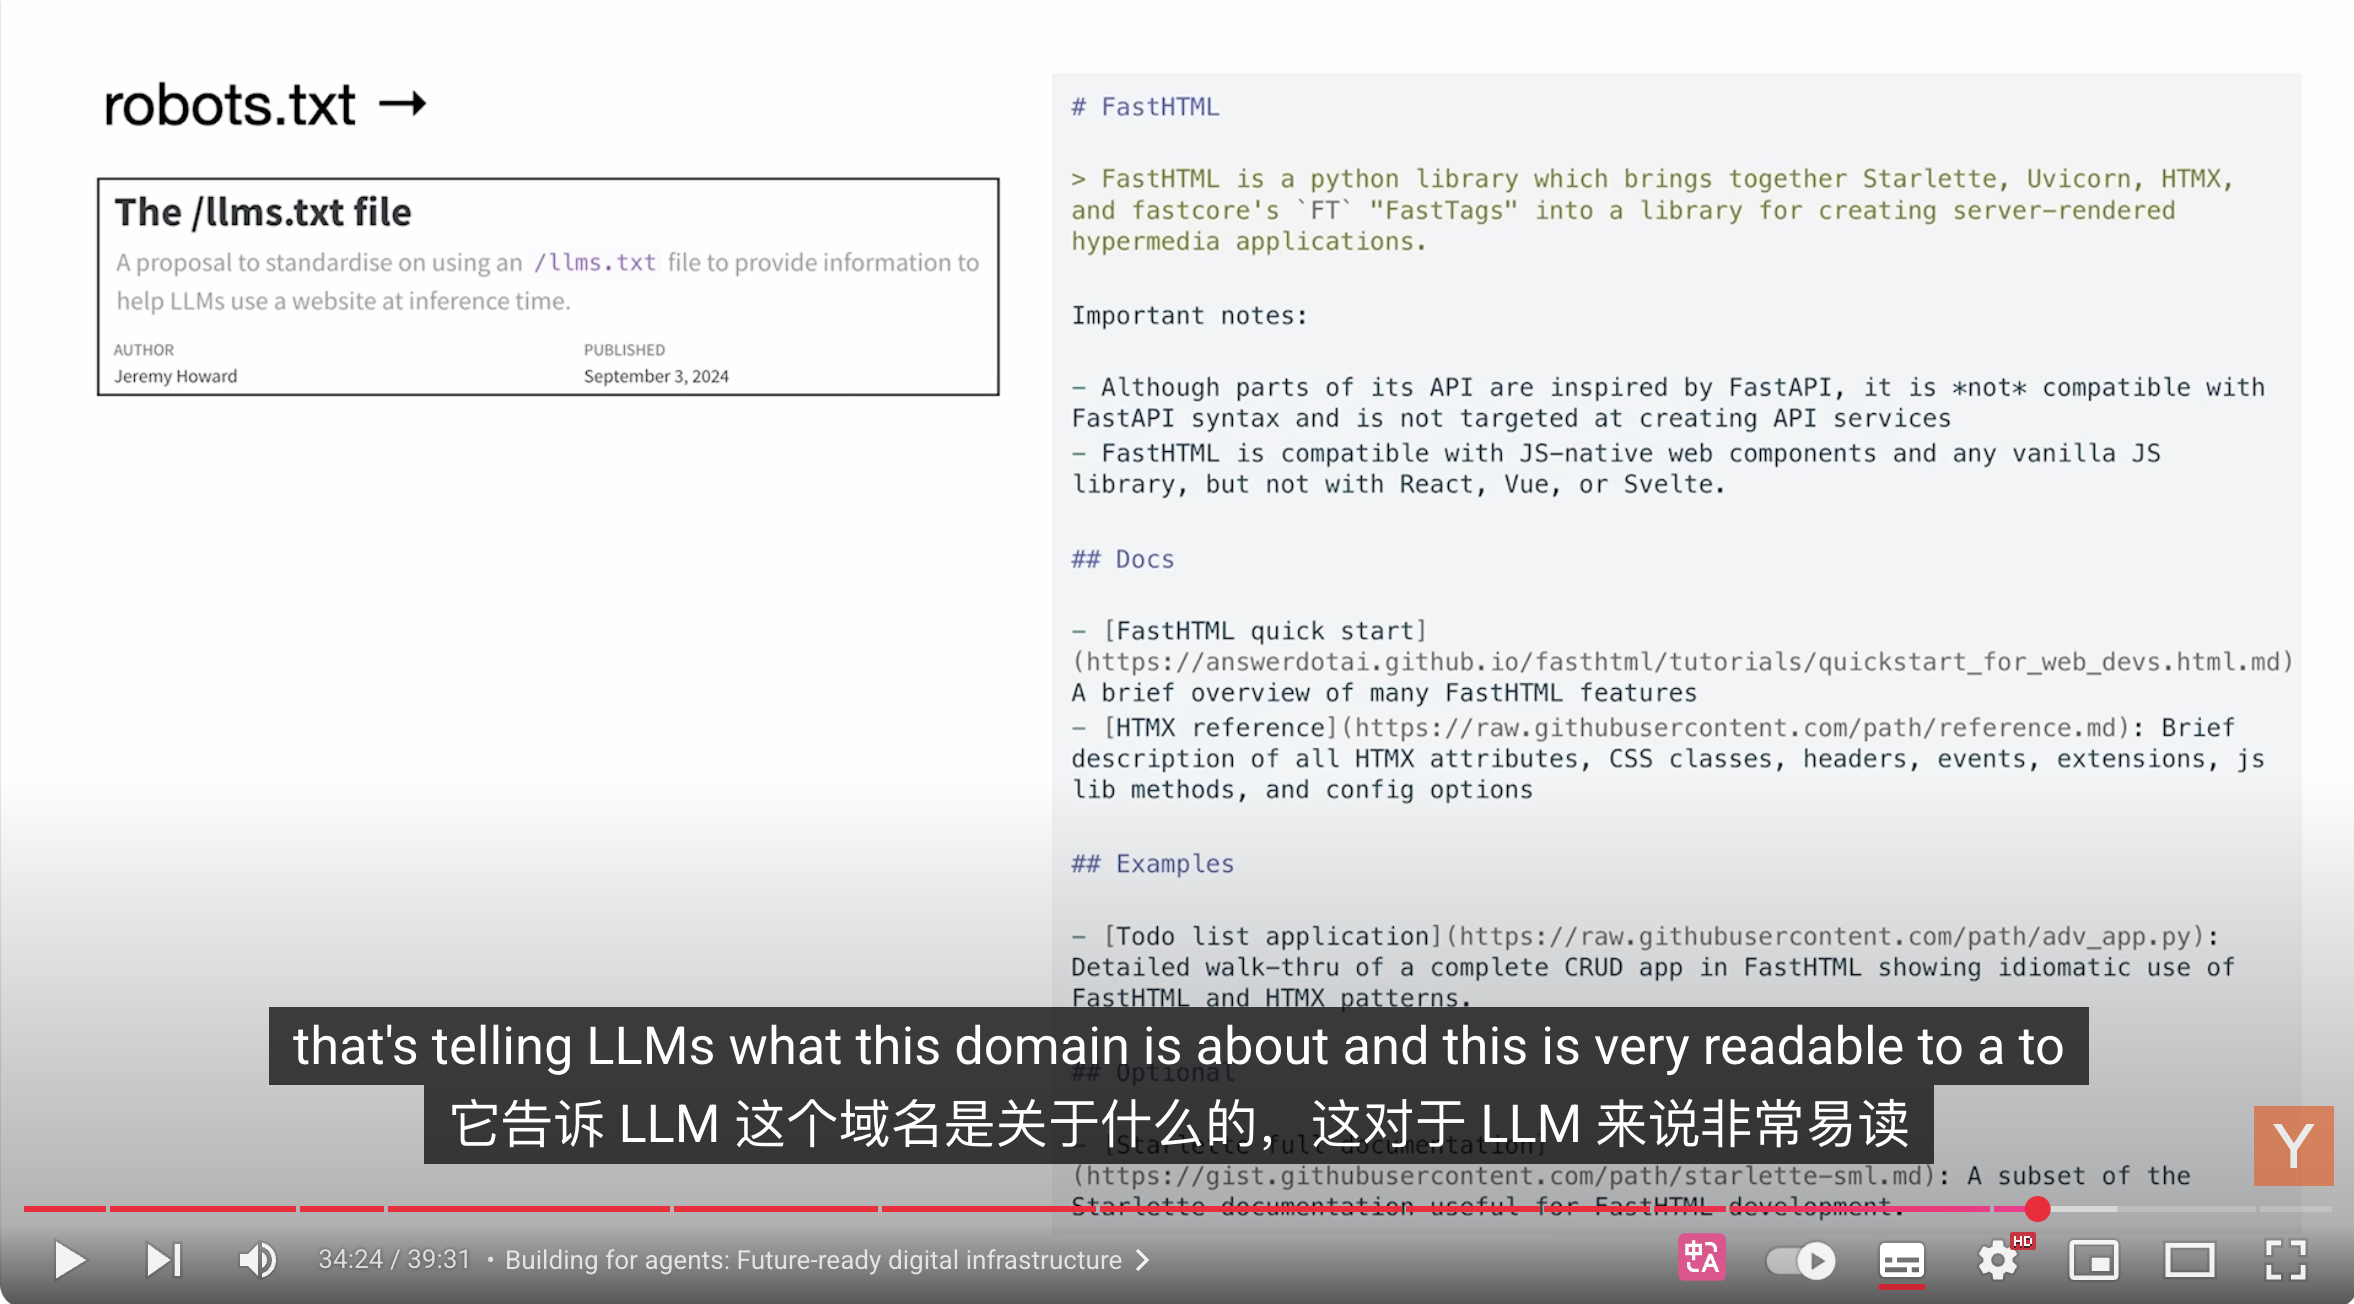 robots.txt →
The /llms.txt file
A proposal to standardise on using an /llms.txt file to provide information to
help LLMs use a website at inference time.
AUTHOR
Jeremy Howard
PUBLISHED
September 3, 2024
# FastHTML
> FastHTML is a python library which brings together Starlette, Uvicorn, HTMX,
and fastcore's `FT` "FastTags" into a library for creating server-rendered
hypermedia applications.
Important notes:
- Although parts of its API are inspired by FastAPI, it is *not* compatible with
FastAPI syntax and is not targeted at creating API services
- FastHTML is compatible with JS-native web components and any vanilla JS
library, but not with React, Vue, or Svelte.
## Docs
- [FastHTML quick start]
(https://answerdotai.github.io/fasthtml/tutorials/quickstart_for_web_devs.html.md)
A brief overview of many FastHTML features
- [HTMX reference](https://raw.githubusercontent.com/path/reference.md): Brief
description of all HTMX attributes, CSS classes, headers, events, extensions, js
lib methods, and config options
## Examples
- [Todo list application](https://raw.githubusercontent.com/path/adv_app.py):
Detailed walk-thru of a complete CRUD app in FastHTML showing idiomatic use of
FastHTML and HTMX patterns.
that's telling LLMs what this domain is about and this is very readable to a to
## Optional
它告诉 LLM 这个域名是关于什么的，这对于 LLM 来说非常易读
- [Starlette full documentation]
(https://gist.githubusercontent.com/path/starlette-sml.md): A subset of the
Starlette documentation useful for FastHTML development.
Y
34:24 / 39:31 • Building for agents: Future-ready digital infrastructure
中 A
HD